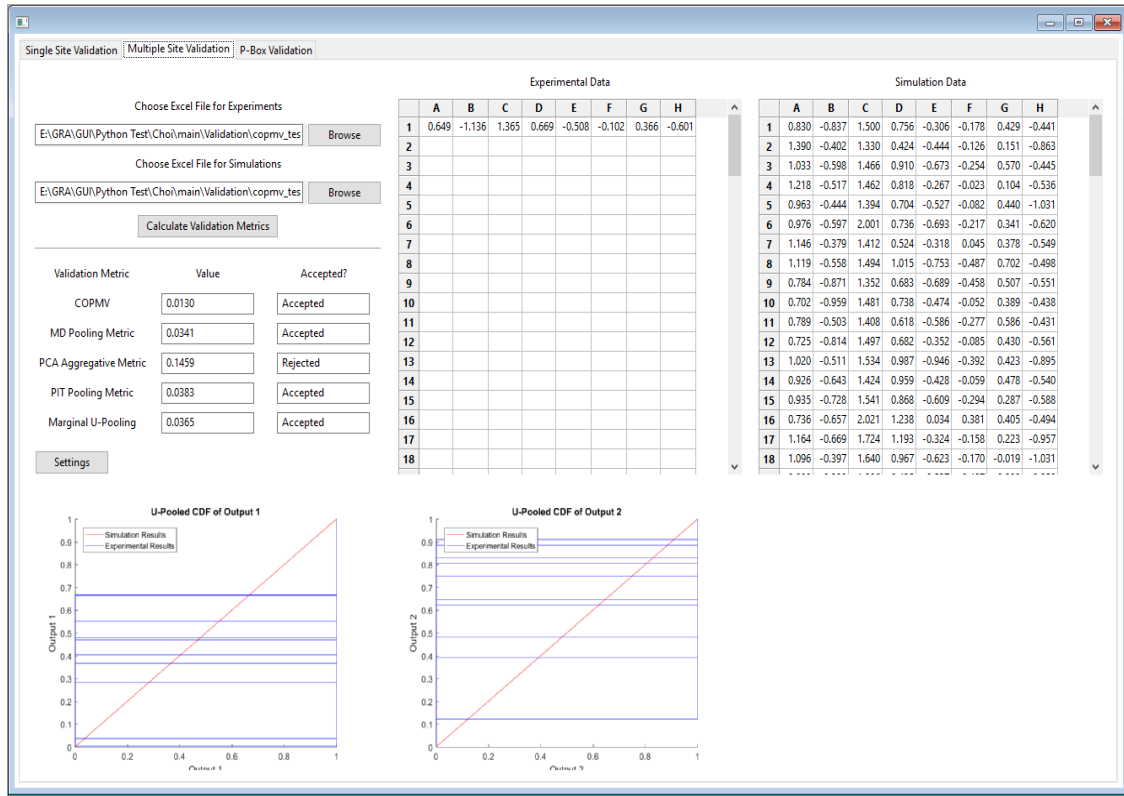 Single Site Validation Multiple Site Validation P-Box Validation
Choose Excel File for Experiments
E:\GRA\GUI\Python Test\Choi\main\Validation\copmv_tes Browse
Choose Excel File for Simulations
E:\GRA\GUI\Python Test\Choi\main\Validation\copmv_tes Browse
Calculate Validation Metrics
Validation Metric Value Accepted?
COPMV 0.0130 Accepted
MD Pooling Metric 0.0341 Accepted
PCA Aggregative Metric 0.1459 Rejected
PIT Pooling Metric 0.0383 Accepted
Marginal U-Pooling 0.0365 Accepted
Settings
Experimental Data
A B C D E F G H
1 0.649 -1.136 1.365 0.669 -0.508 -0.102 0.366 -0.601
2
3
4
5
6
7
8
9
10
11
12
13
14
15
16
17
18
Simulation Data
A B C D E F G H
1 0.830 -0.837 1.500 0.756 -0.306 -0.178 0.429 -0.441
2 1.390 -0.402 1.330 0.424 -0.444 -0.126 0.151 -0.863
3 1.033 -0.598 1.466 0.910 -0.673 -0.254 0.570 -0.445
4 1.218 -0.517 1.462 0.818 -0.267 -0.023 0.104 -0.536
5 0.963 -0.444 1.394 0.704 -0.527 -0.082 0.440 -1.031
6 0.976 -0.597 2.001 0.736 -0.693 -0.217 0.341 -0.620
7 1.146 -0.379 1.412 0.524 -0.318 0.045 0.378 -0.549
8 1.119 -0.558 1.494 1.015 -0.753 -0.487 0.702 -0.498
9 0.784 -0.871 1.352 0.683 -0.689 -0.458 0.507 -0.551
10 0.702 -0.959 1.481 0.738 -0.474 -0.052 0.389 -0.438
11 0.789 -0.503 1.408 0.618 -0.586 -0.277 0.586 -0.431
12 0.725 -0.814 1.497 0.682 -0.352 -0.085 0.430 -0.561
13 1.020 -0.511 1.534 0.987 -0.946 -0.392 0.423 -0.895
14 0.926 -0.643 1.424 0.959 -0.428 -0.059 0.478 -0.540
15 0.935 -0.728 1.541 0.868 -0.609 -0.294 0.287 -0.588
16 0.736 -0.657 2.021 1.238 0.034 0.381 0.405 -0.494
17 1.164 -0.669 1.724 1.193 -0.324 -0.158 0.223 -0.957
18 1.096 -0.397 1.640 0.967 -0.623 -0.170 -0.019 -1.031
U-Pooled CDF of Output 1
Simulation Results
Experimental Results
Output 1
1
0.9
0.8
0.7
0.6
0.5
0.4
0.3
0.2
0.1
0
0 0.2 0.4 0.6 0.8 1
Output 1
U-Pooled CDF of Output 2
Simulation Results
Experimental Results
Output 2
1
0.9
0.8
0.7
0.6
0.5
0.4
0.3
0.2
0.1
0
0 0.2 0.4 0.6 0.8 1
Output 2